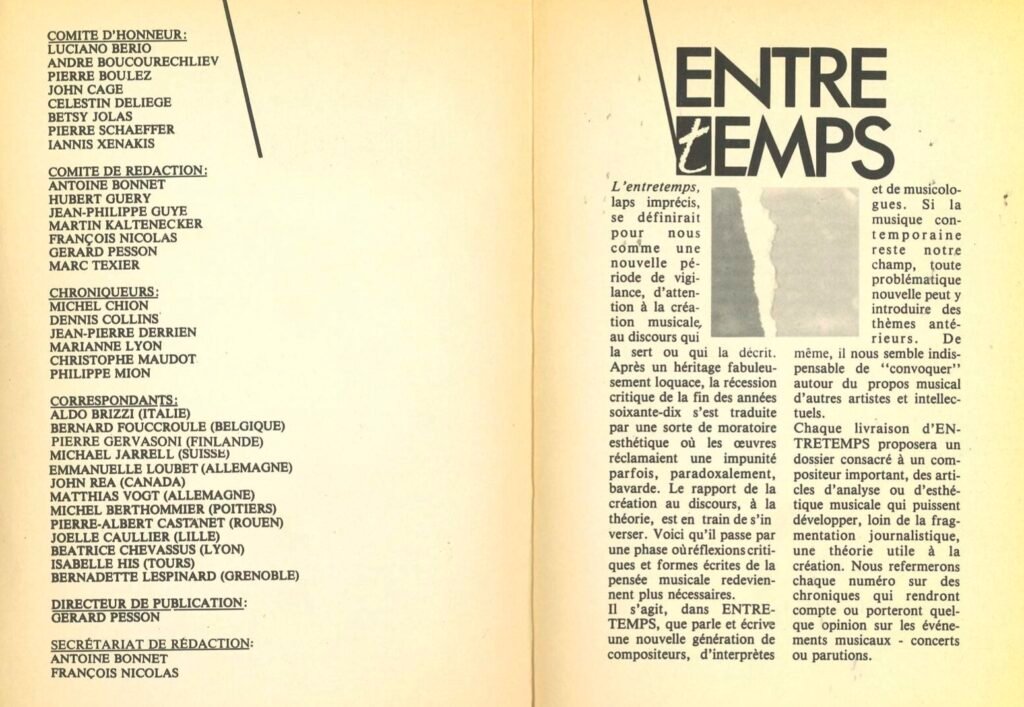 COMITE D'HONNEUR:
LUCIANO BERIO
ANDRE BOUCOURECHLIEV
PIERRE BOULEZ
JOHN CAGE
CELESTIN DELIEGE
BETSY JOLAS
PIERRE SCHAEFFER
IANNIS XENAKIS
COMITE DE REDACTION:
ANTOINE BONNET
HUBERT GUERY
JEAN-PHILIPPE GUYE
MARTIN KALTENECKER
FRANÇOIS NICOLAS
GERARD PESSON
MARC TEXIER
CHRONIQUEURS:
MICHEL CHION
DENNIS COLLINS
JEAN-PIERRE DERRIEN
MARIANNE LYON
CHRISTOPHE MAUDOT
PHILIPPE MION
CORRESPONDANTS:
ALDO BRIZZI (ITALIE)
BERNARD FOUCCROULE (BELGIQUE)
PIERRE GERVASONI (FINLANDE)
MICHAEL JARRELL (SUISSE)
EMMANUELLE LOUBET (ALLEMAGNE)
JOHN REA (CANADA)
MATTHIAS VOGT (ALLEMAGNE)
MICHEL BERTHOMMIER (POITIERS)
PIERRE-ALBERT CASTANET (ROUEN)
JOELLE CAULLIER (LILLE)
BEATRICE CHEVASSUS (LYON)
ISABELLE HIS (TOURS)
BERNADETTE LESPINARD (GRENOBLE)
DIRECTEUR DE PUBLICATION:
GERARD PESSON
SECRÉTARIAT DE RÉDACTION:
ANTOINE BONNET
FRANÇOIS NICOLAS
ENTRE
tEMPS
L'entretemps,
laps imprécis,
se définirait
pour nous
comme une
nouvelle pé-
riode de vigi-
lance, d'atten-
tion à la créa-
tion musicale,
au discours qui
la sert ou qui la décrit.
Après un héritage fabuleu-
sement loquace, la récession
critique de la fin des années
soixante-dix s'est traduite
par une sorte de moratoire
esthétique où les œuvres
réclamaient une impunité
parfois, paradoxalement,
bavarde. Le rapport de la
création au discours, à la
théorie, est en train de s'in
verser. Voici qu'il passe par
une phase où réflexions criti-
ques et formes écrites de la
pensée musicale redevien-
nent plus nécessaires.
Il s'agit, dans ENTRE-
TEMPS, que parle et écrive
une nouvelle génération de
compositeurs, d'interprètes
et de musicolo-
gues. Si la
musique con-
temporaine
reste notre
champ, toute
problématique
nouvelle peut y
introduire des
thèmes anté-
rieurs. De
même, il nous semble indis-
pensable de "convoquer"
autour du propos musical
d'autres artistes et intellec-
tuels.
Chaque livraison d'EN-
TRETEMPS proposera un
dossier consacré à un com-
positeur important, des arti-
cles d'analyse ou d'esthé-
tique musicale qui puissent
développer, loin de la frag-
mentation journalistique,
une théorie utile à la
création. Nous refermerons
chaque numéro sur des
chroniques qui rendront
compte ou porteront quel-
que opinion sur les événe-
ments musicaux - concerts
ou parutions.